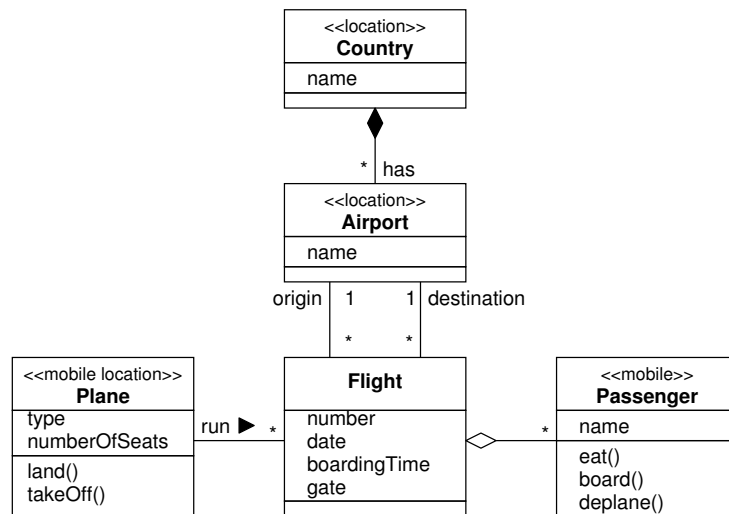 <<location>>
Country
name
* has
<<location>>
Airport
name
origin 1 1 destination
* *
<<mobile location>>
Plane
type
numberOfSeats
land()
takeOff()
run ▶ *
Flight
number
date
boardingTime
gate
*
<<mobile>>
Passenger
name
eat()
board()
deplane()